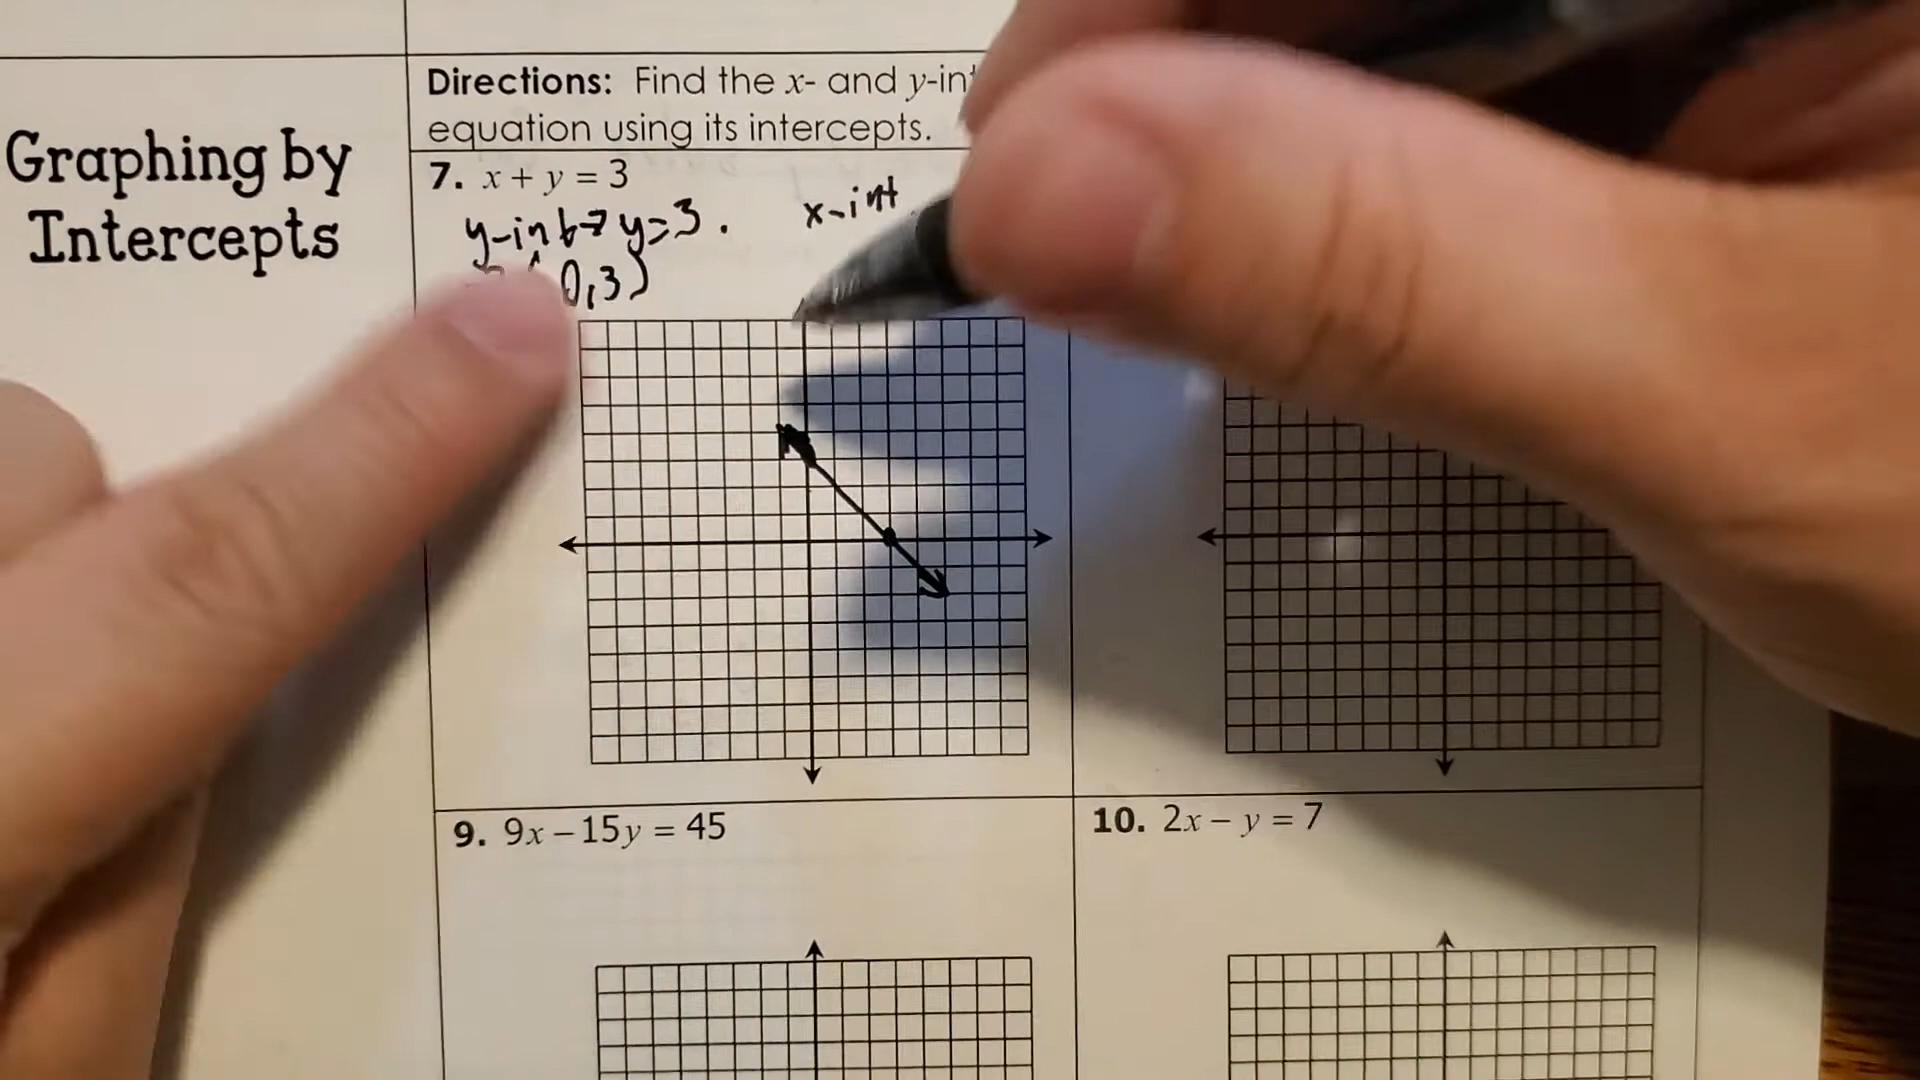 Graphing by
Intercepts
Directions: Find the x- and y-int
equation using its intercepts.
7. x + y = 3
y-int → y=3.
x-int
0,3)
9. 9x – 15y = 45
10. 2x – y = 7